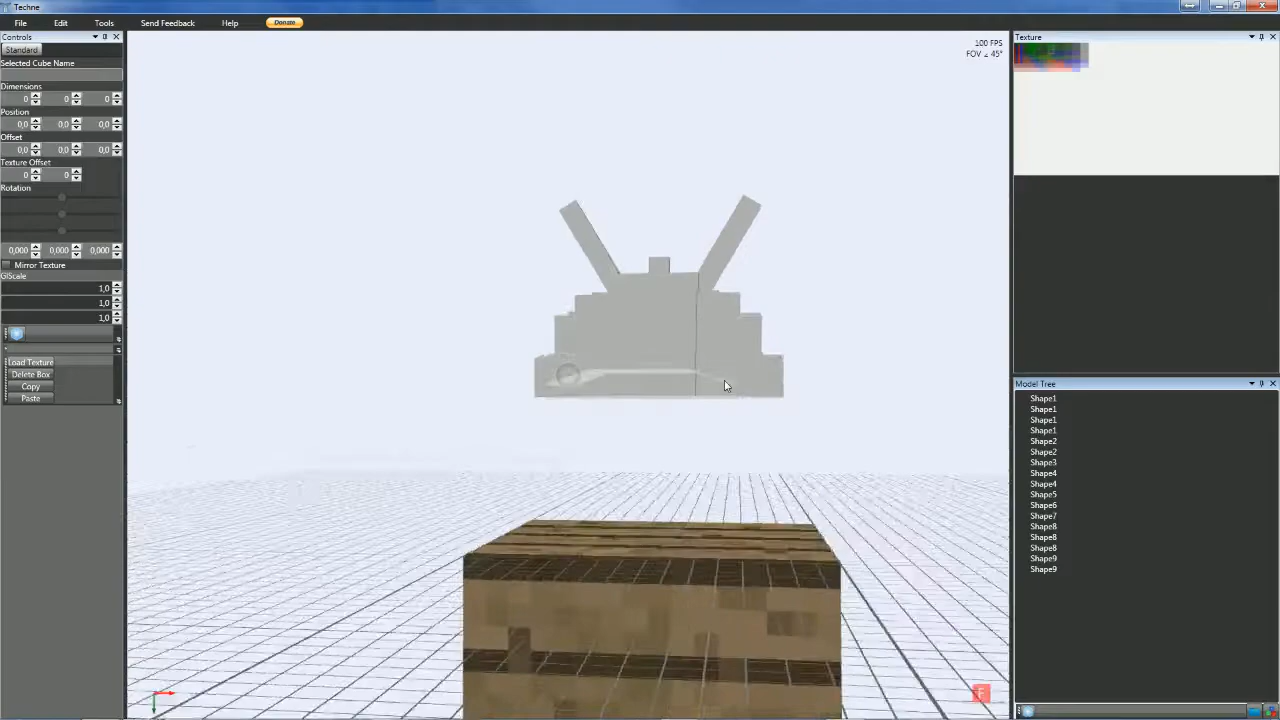 Techne
File Edit Tools Send Feedback Help Donate
Controls
Standard
Selected Cube Name
Dimensions
0 0 0
Position
0,0 0,0 0,0
Offset
0,0 0,0 0,0
Texture Offset
0 0
Rotation
0,000 0,000 0,000
Mirror Texture
GlScale
1,0
1,0
1,0
Load Texture
Delete Box
Copy
Paste
100 FPS
FOV ∠ 45°
F
Texture
Model Tree
Shape1
Shape1
Shape1
Shape1
Shape2
Shape2
Shape3
Shape4
Shape4
Shape5
Shape6
Shape7
Shape8
Shape8
Shape8
Shape9
Shape9